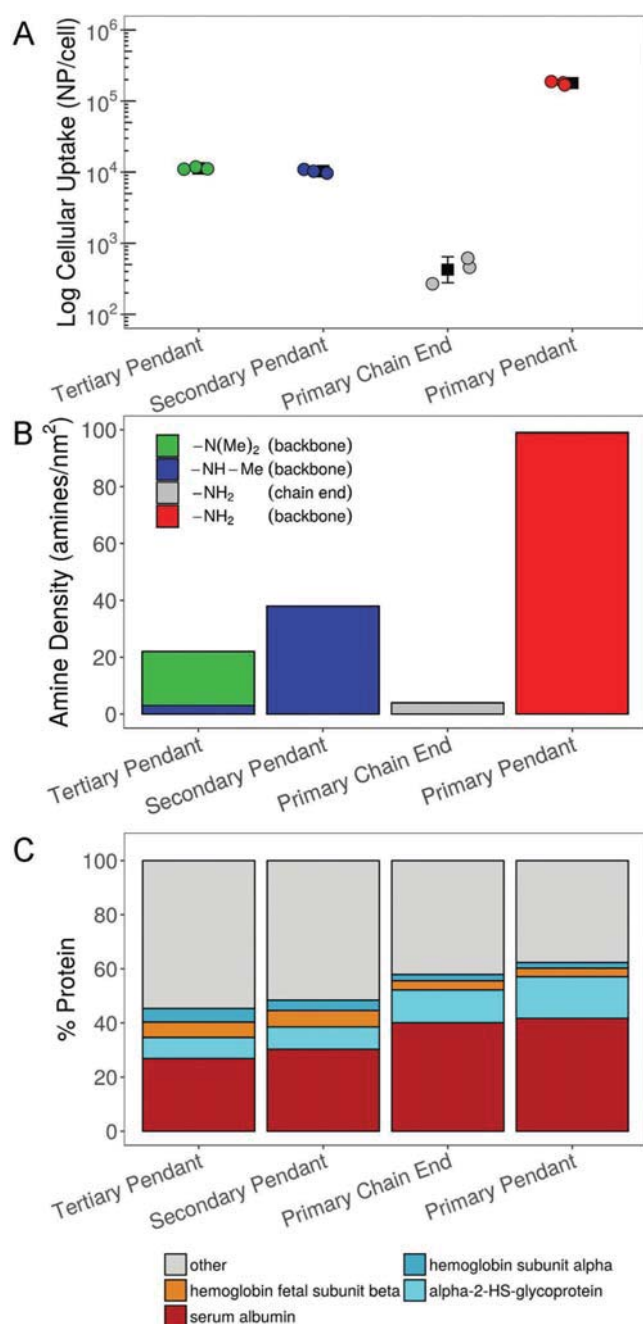 A
Log Cellular Uptake (NP/cell)
10⁶
10⁵
10⁴
10³
10²
Tertiary Pendant
Secondary Pendant
Primary Chain End
Primary Pendant
B
Amine Density (amines/nm²)
100
80
60
40
20
0
−N(Me)₂ (backbone)
−NH−Me (backbone)
−NH₂ (chain end)
−NH₂ (backbone)
Tertiary Pendant
Secondary Pendant
Primary Chain End
Primary Pendant
C
% Protein
100
80
60
40
20
0
Tertiary Pendant
Secondary Pendant
Primary Chain End
Primary Pendant
other
hemoglobin subunit alpha
hemoglobin fetal subunit beta
alpha-2-HS-glycoprotein
serum albumin